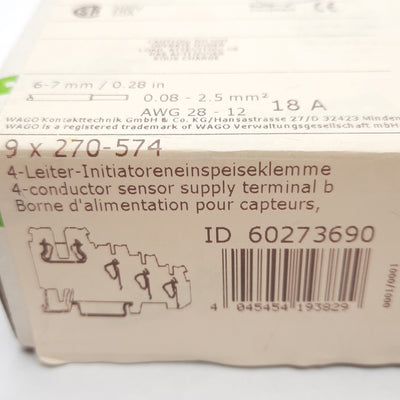 6-7 mm / 0.28 in
0.08 - 2.5 mm²
AWG 28 - 12
18 A
WAGO Kontakttechnik GmbH & Co. KG/Hansastrasse 27/D 32423 Minden
WAGO is a registered trademark of WAGO Verwaltungsgesellschaft mbH
9 x 270-574
4-Leiter-Initiatoreneinspeiseklemme
4-conductor sensor supply terminal b
Borne d'alimentation pour capteurs,
ID 60273690
4 045454 193829
1000/1000